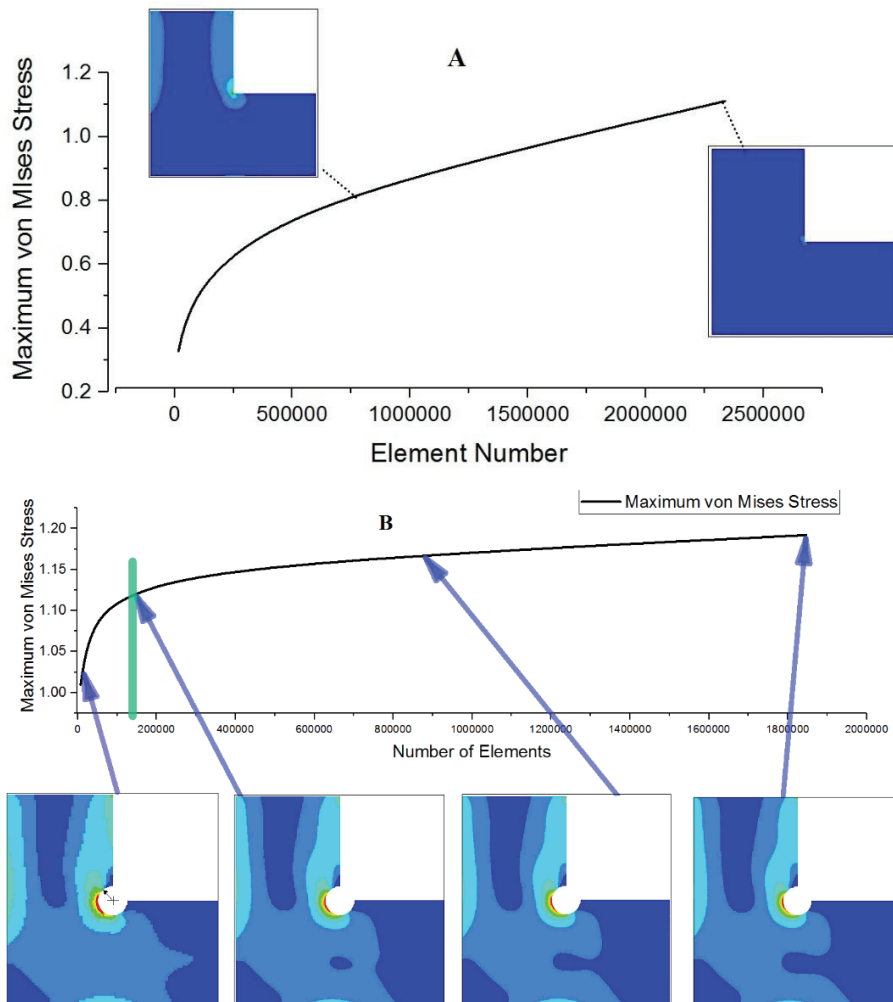 A
Maximum von MIses Stress
1.2
1.0
0.8
0.6
0.4
0.2
0 500000 1000000 1500000 2000000 2500000
Element Number
B
Maximum von Mises Stress
Maximum von Mises Stress
1.20
1.15
1.10
1.05
1.00
0 200000 400000 600000 800000 1000000 1200000 1400000 1600000 1800000 2000000
Number of Elements